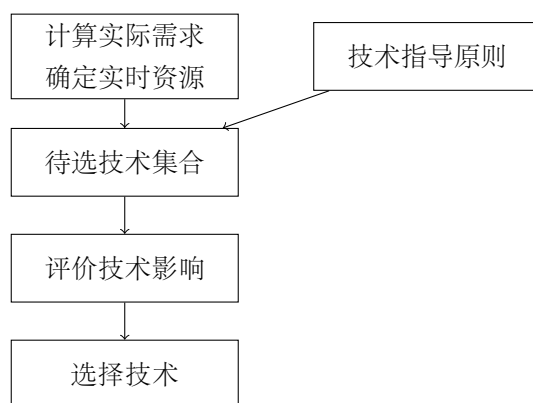 计算实际需求
确定实时资源
技术指导原则
待选技术集合
评价技术影响
选择技术